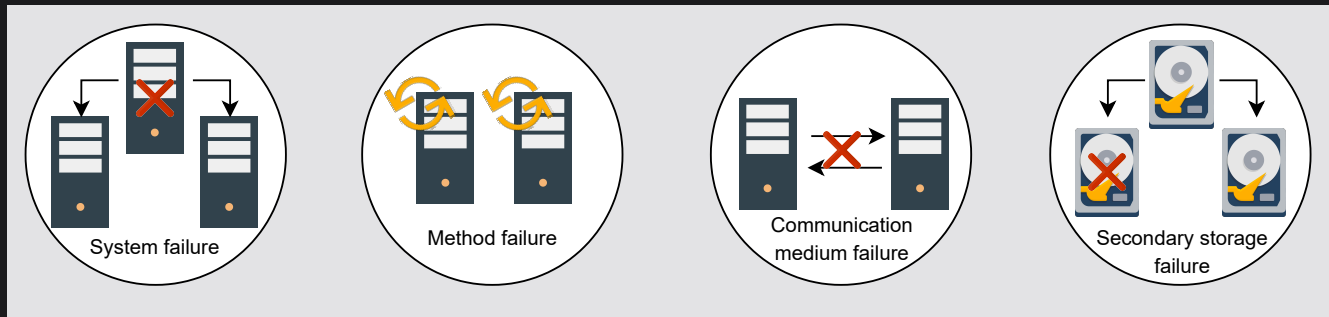 System failure
Method failure
Communication
medium failure
Secondary storage
failure